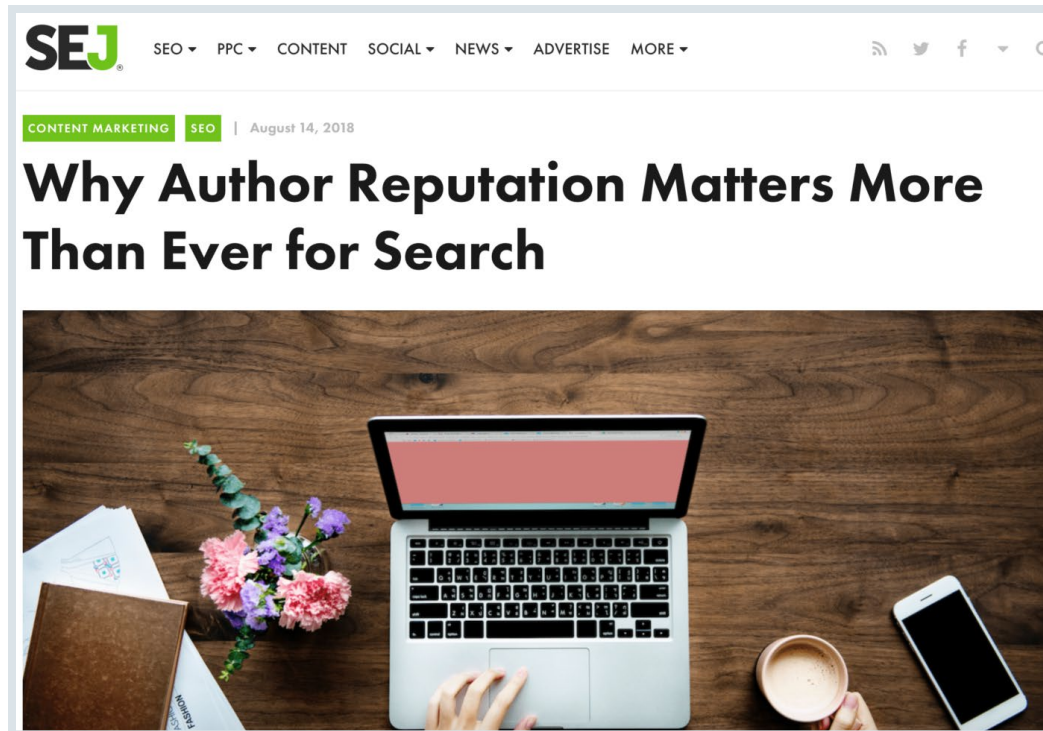 SEJ
SEO PPC CONTENT SOCIAL NEWS ADVERTISE MORE
CONTENT MARKETING SEO | August 14, 2018
Why Author Reputation Matters More
Than Ever for Search
FASHION